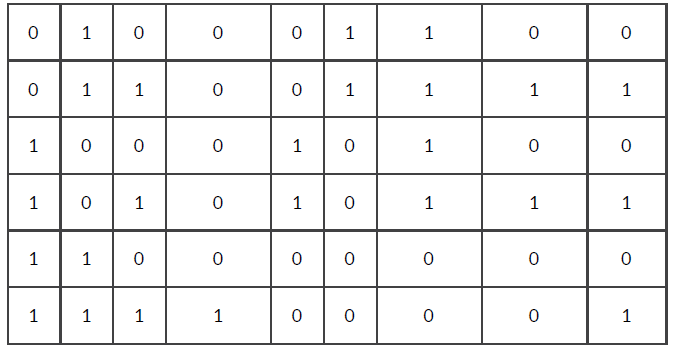 0 1 0 0 0 1 1 0 0
0 1 1 0 0 1 1 1 1
1 0 0 0 1 0 1 0 0
1 0 1 0 1 0 1 1 1
1 1 0 0 0 0 0 0 0
1 1 1 1 0 0 0 0 1